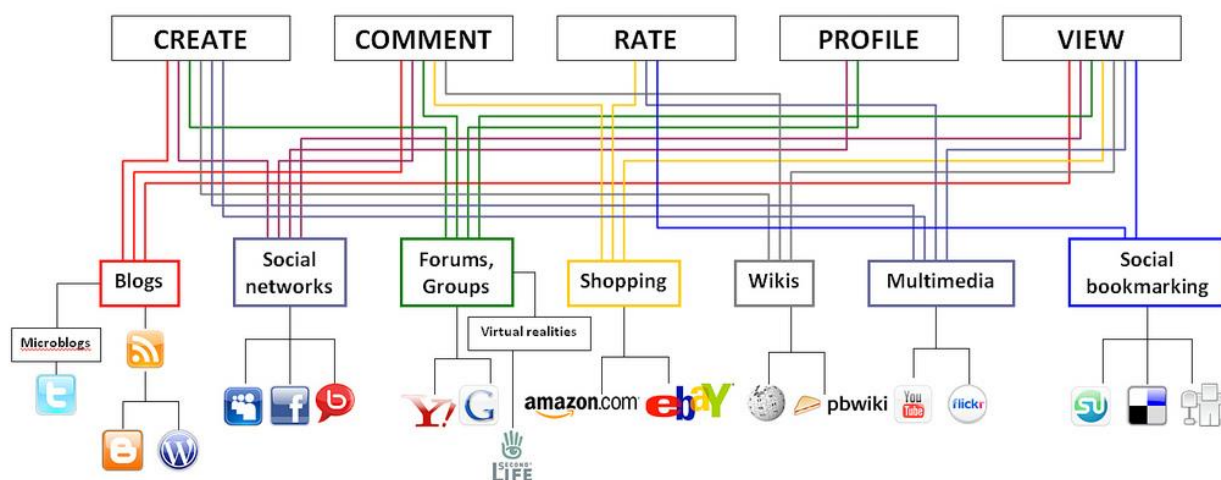 CREATE
COMMENT
RATE
PROFILE
VIEW
Blogs
Social
networks
Forums,
Groups
Shopping
Wikis
Multimedia
Social
bookmarking
Microblogs
Virtual realities
amazon.com
ebaY
pbwiki
You
Tube
flickr
SECOND
LIFE